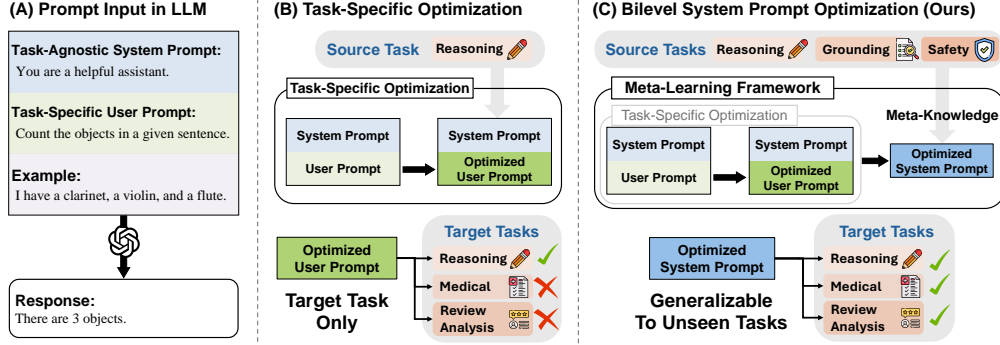 (A) Prompt Input in LLM
Task-Agnostic System Prompt:
You are a helpful assistant.
Task-Specific User Prompt:
Count the objects in a given sentence.
Example:
I have a clarinet, a violin, and a flute.
Response:
There are 3 objects.
(B) Task-Specific Optimization
Source Task
Reasoning
Task-Specific Optimization
System Prompt
User Prompt
System Prompt
Optimized
User Prompt
Optimized
User Prompt
Target Task
Only
Target Tasks
Reasoning
Medical
Review
Analysis
(C) Bilevel System Prompt Optimization (Ours)
Source Tasks
Reasoning
Grounding
Safety
Meta-Learning Framework
Meta-Knowledge
Task-Specific Optimization
System Prompt
User Prompt
System Prompt
Optimized
User Prompt
Optimized
System Prompt
Optimized
System Prompt
Generalizable
To Unseen Tasks
Target Tasks
Reasoning
Medical
Review
Analysis